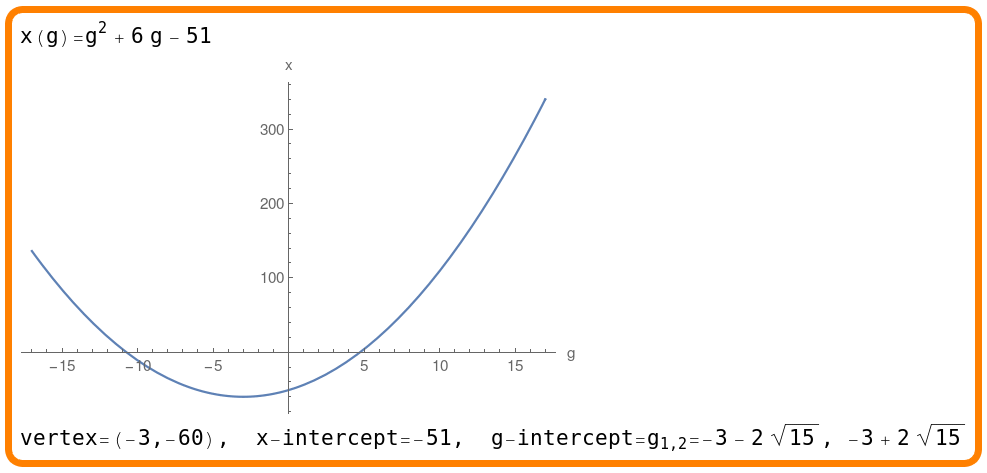 x(g)=g² + 6 g − 51
x
300
200
100
−15 −10 −5 5 10 15 g
vertex=(−3,−60), x−intercept=−51, g−intercept=g₁,₂=−3 − 2 √15, −3 + 2 √15